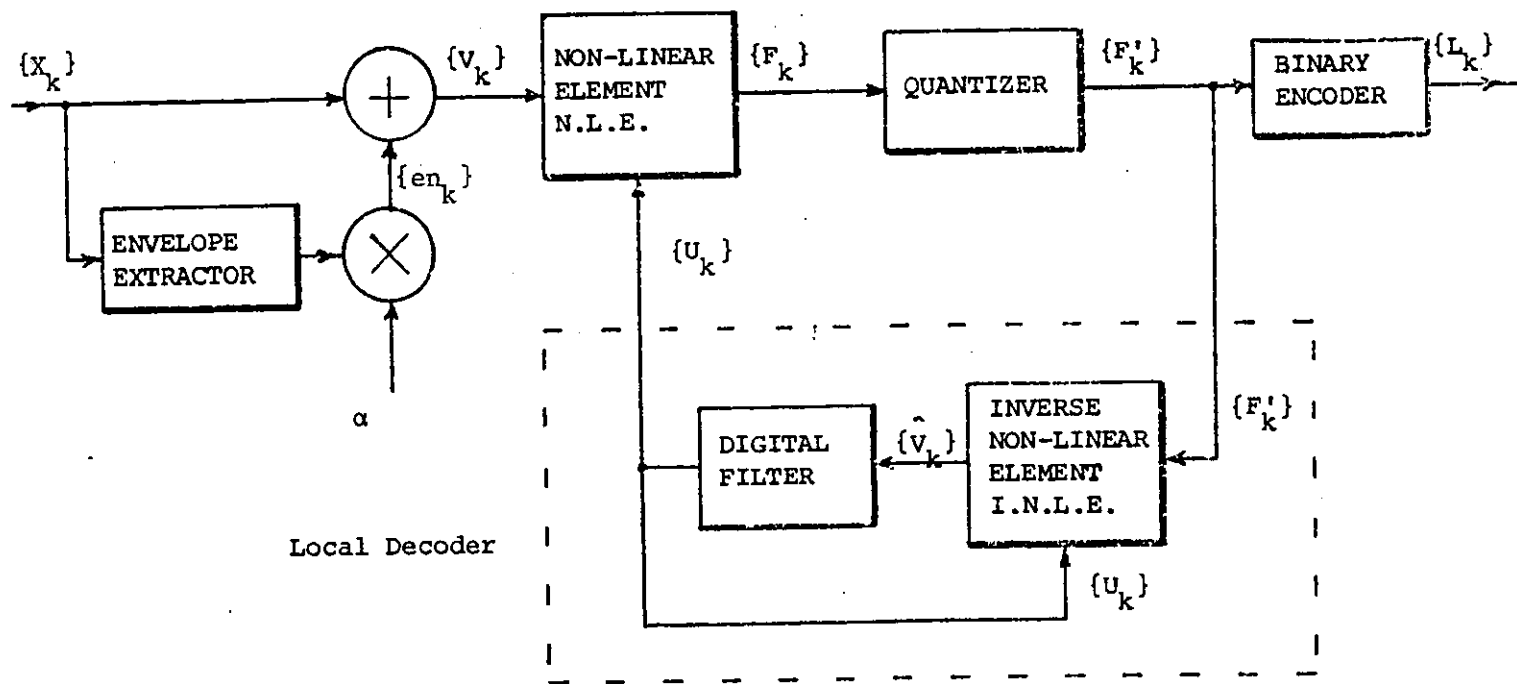 {X_k}
{V_k}
NON-LINEAR
ELEMENT
N.L.E.
{F_k}
QUANTIZER
{F'_k}
BINARY
ENCODER
{L_k}
+
{en_k}
ENVELOPE
EXTRACTOR
×
α
{U_k}
{F'_k}
DIGITAL
FILTER
{V̂_k}
INVERSE
NON-LINEAR
ELEMENT
I.N.L.E.
Local Decoder
{U_k}